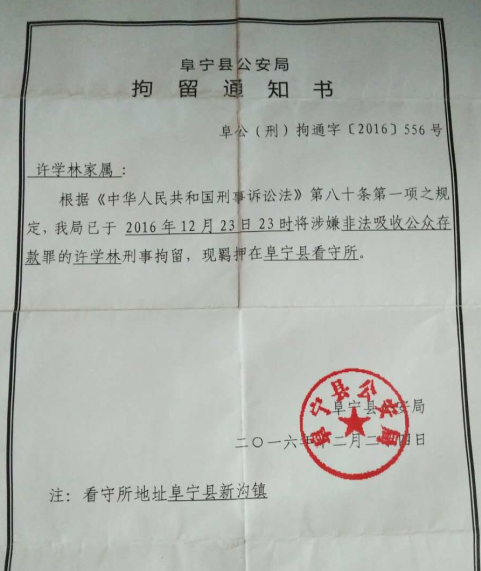 阜宁县公安局
拘留通知书
阜公(刑)拘通字〔2016〕556号
许学林家属:
根据《中华人民共和国刑事诉讼法》第八十条第一项之规
定,我局已于 2016年12月23日23时将涉嫌非法吸收公众存
款罪的许学林刑事拘留,现羁押在阜宁县看守所。
阜宁县公安局
阜宁县 安局
二〇一六年 二月二 四日
注:看守所地址阜宁县新沟镇